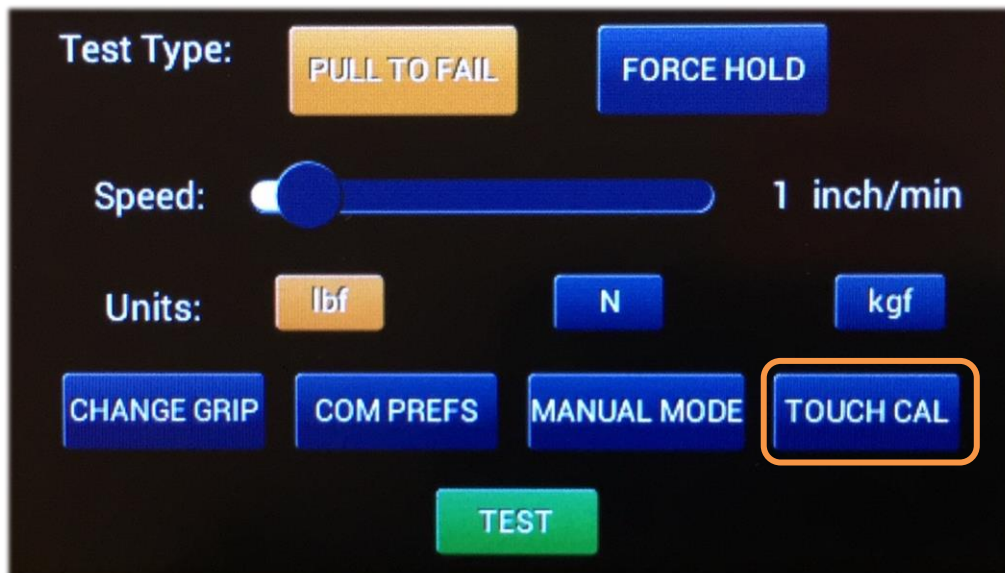 Test Type: PULL TO FAIL FORCE HOLD
Speed: 1 inch/min
Units: lbf N kgf
CHANGE GRIP COM PREFS MANUAL MODE TOUCH CAL
TEST